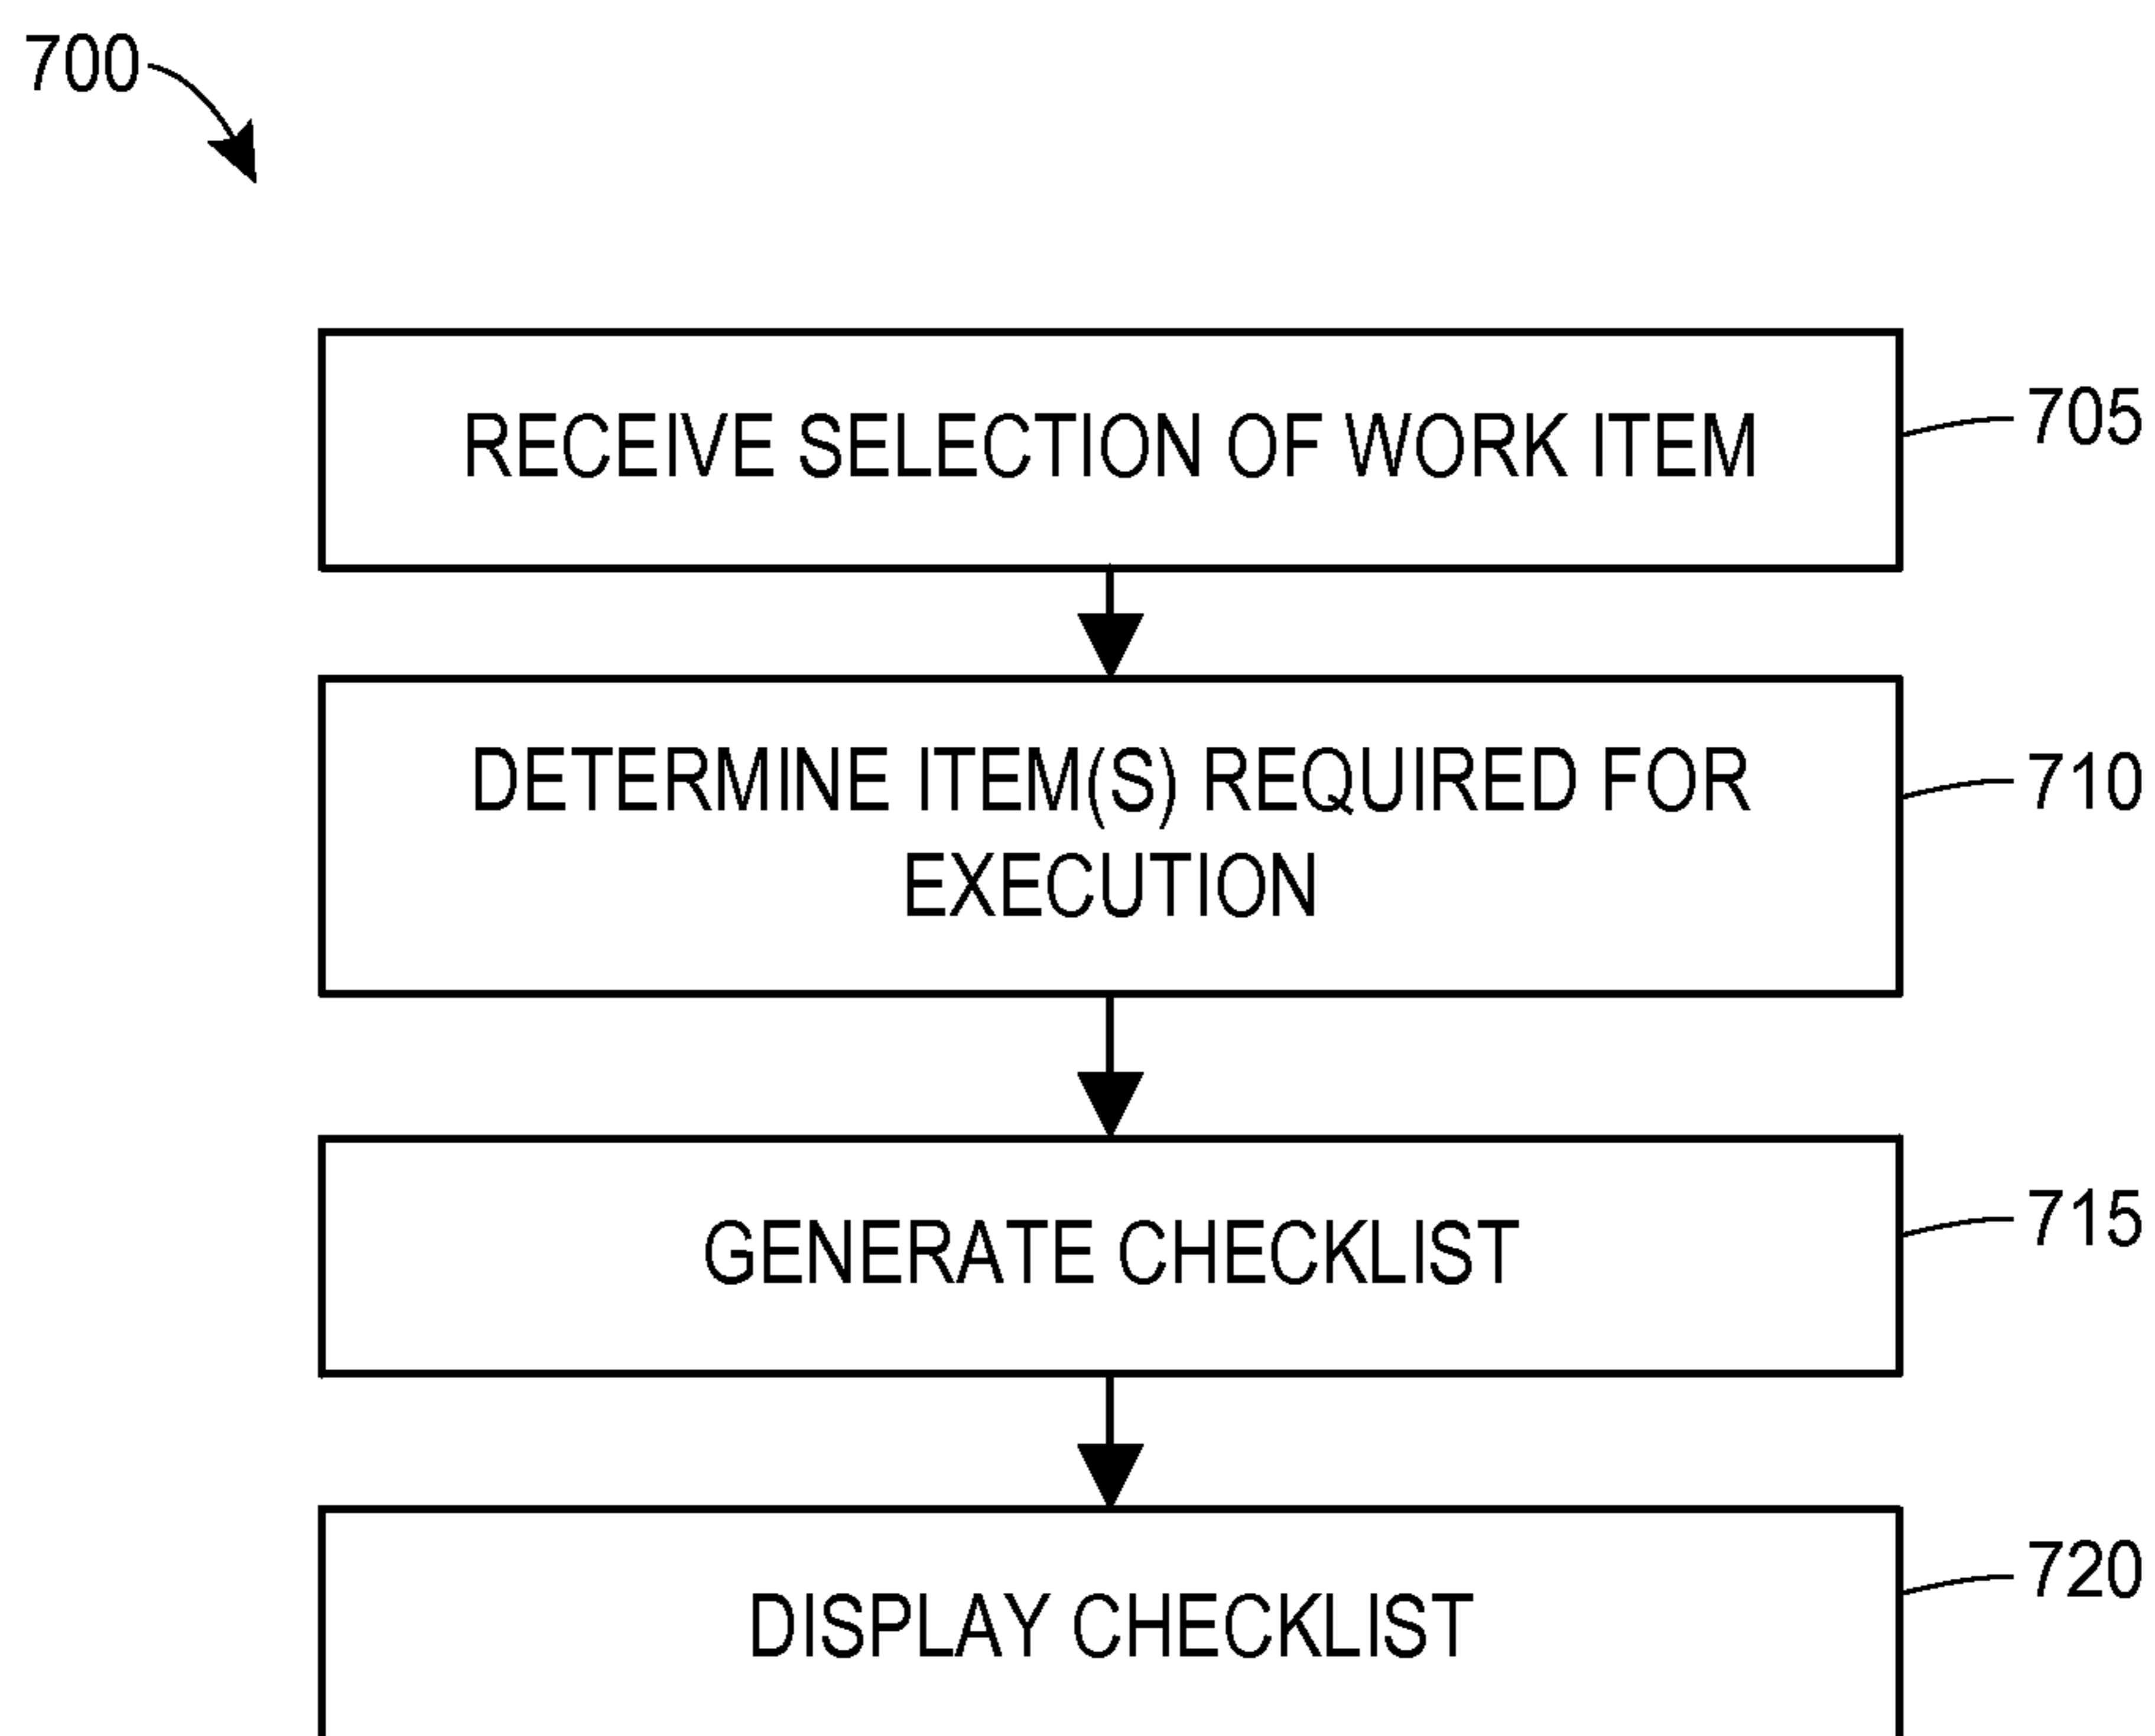 700
RECEIVE SELECTION OF WORK ITEM
705
DETERMINE ITEM(S) REQUIRED FOR
EXECUTION
710
GENERATE CHECKLIST
715
DISPLAY CHECKLIST
720